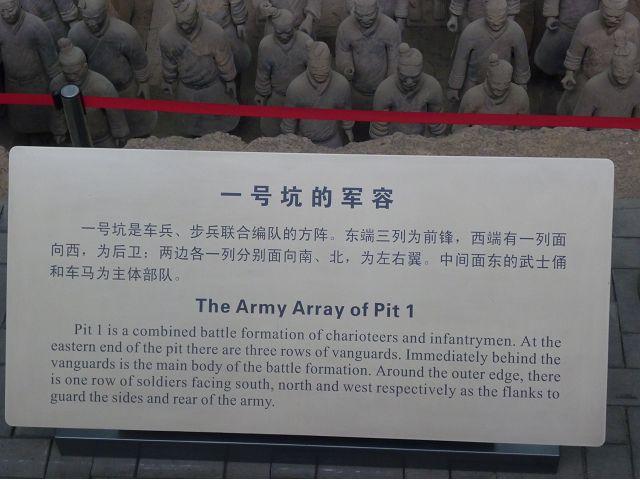 一号坑的军容
一号坑是车兵、步兵联合编队的方阵。东端三列为前锋，西端有一列面
向西，为后卫；两边各一列分别面向南、北，为左右翼。中间面东的武士俑
和车马为主体部队。
The Army Array of Pit 1
Pit 1 is a combined battle formation of charioteers and infantrymen. At the
eastern end of the pit there are three rows of vanguards. Immediately behind the
vanguards is the main body of the battle formation. Around the outer edge, there
is one row of soldiers facing south, north and west respectively as the flanks to
guard the sides and rear of the army.